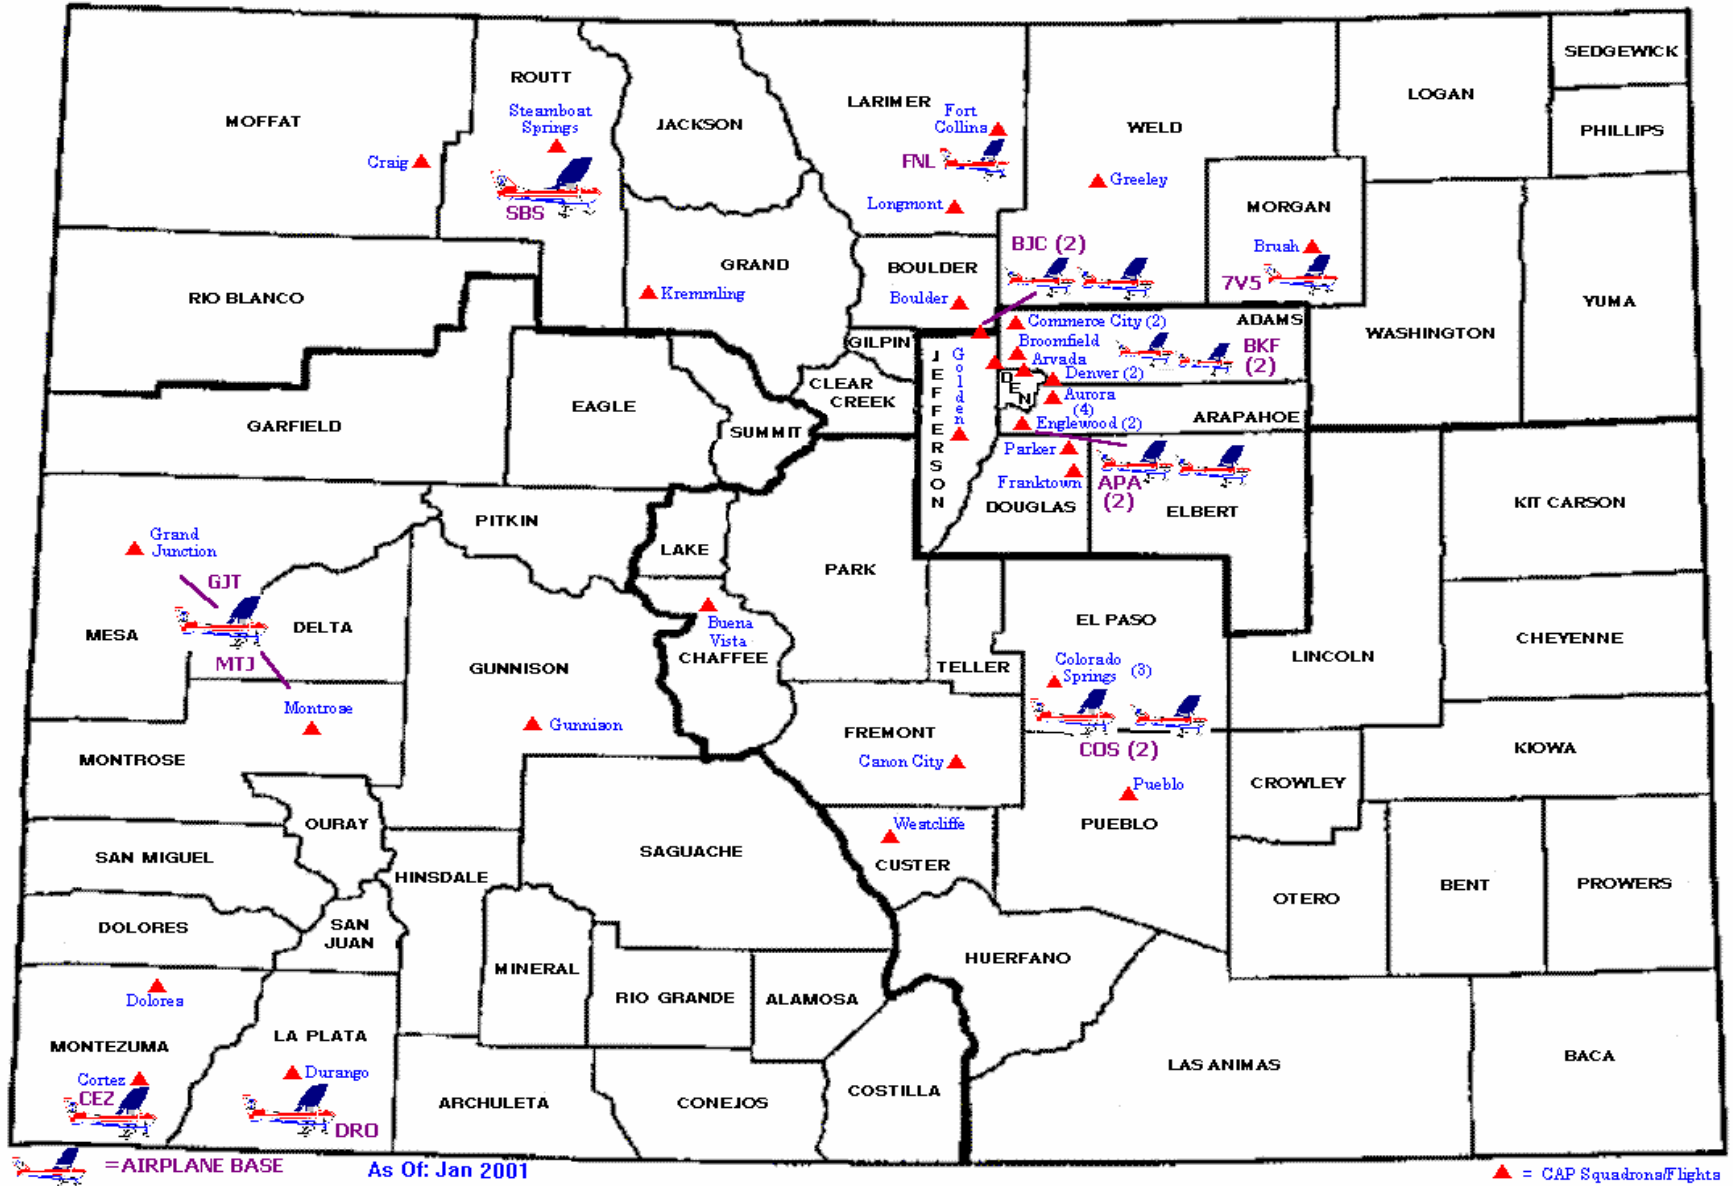 SEDGEWICK
ROUTT
LOGAN
LARIMER
MOFFAT
Steamboat
Springs
JACKSON
Fort
Collins
WELD
PHILLIPS
Craig
FNL
Greeley
SBS
Longmont
MORGAN
BJC (2)
Brush
RIO BLANCO
GRAND
BOULDER
7V5
Kremmling
Boulder
YUMA
Commerce City (2)
ADAMS
WASHINGTON
GILPIN
Broomfield
BKF
(2)
JEFFERSON
Golden
Arvada
DEN
Denver (2)
CLEAR
CREEK
EAGLE
Aurora
(4)
ARAPAHOE
GARFIELD
SUMMIT
Englewood (2)
Parker
Franktown
APA
(2)
DOUGLAS
ELBERT
KIT CARSON
PITKIN
Grand
Junction
LAKE
PARK
GJT
MESA
DELTA
Buena
Vista
EL PASO
CHEYENNE
MTJ
GUNNISON
CHAFFEE
TELLER
Colorado
Springs (3)
LINCOLN
Montrose
Gunnison
FREMONT
COS (2)
KIOWA
MONTROSE
Canon City
Pueblo
CROWLEY
OURAY
Westcliffe
PUEBLO
SAN MIGUEL
SAGUACHE
CUSTER
HINSDALE
BENT
PROWERS
OTERO
DOLORES
SAN
JUAN
HUERFANO
MINERAL
RIO GRANDE
ALAMOSA
Dolores
LA PLATA
MONTEZUMA
BACA
LAS ANIMAS
Cortez
CEZ
Durango
COSTILLA
ARCHULETA
CONEJOS
DRO
=AIRPLANE BASE
As Of: Jan 2001
= CAP Squadrons/Flights